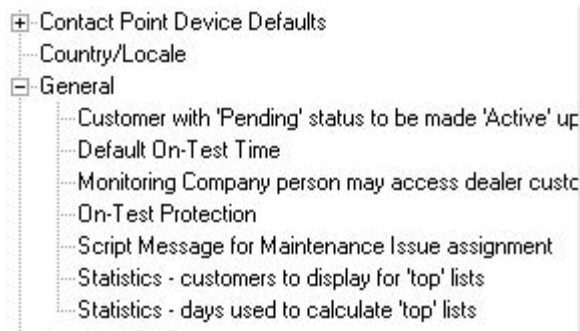 Contact Point Device Defaults
Country/Locale
General
Customer with 'Pending' status to be made 'Active' up
Default On-Test Time
Monitoring Company person may access dealer custo
On-Test Protection
Script Message for Maintenance Issue assignment
Statistics - customers to display for 'top' lists
Statistics - days used to calculate 'top' lists